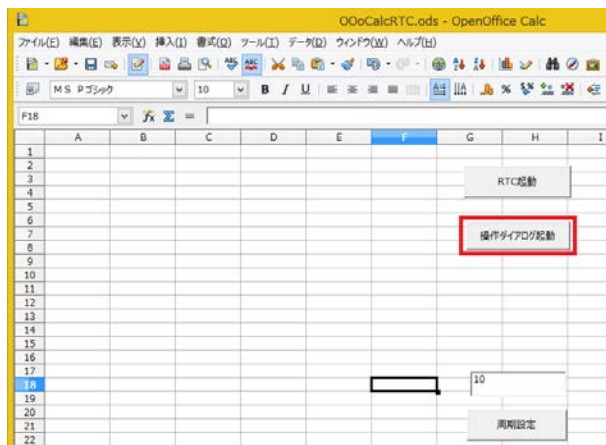 OOoCalcRTC.ods - OpenOffice Calc
ファイル(E) 編集(E) 表示(V) 挿入(I) 書式(O) ツール(T) データ(D) ウィンドウ(W) ヘルプ(H)
MS Pゴシック 10 B I U
F18 =
A B C D E F G H I
1
2
3 RTC起動
4
5
6
7 操作ダイアログ起動
8
9
10
11
12
13
14
15
16
17
18 10
19
20
21 周期設定
22